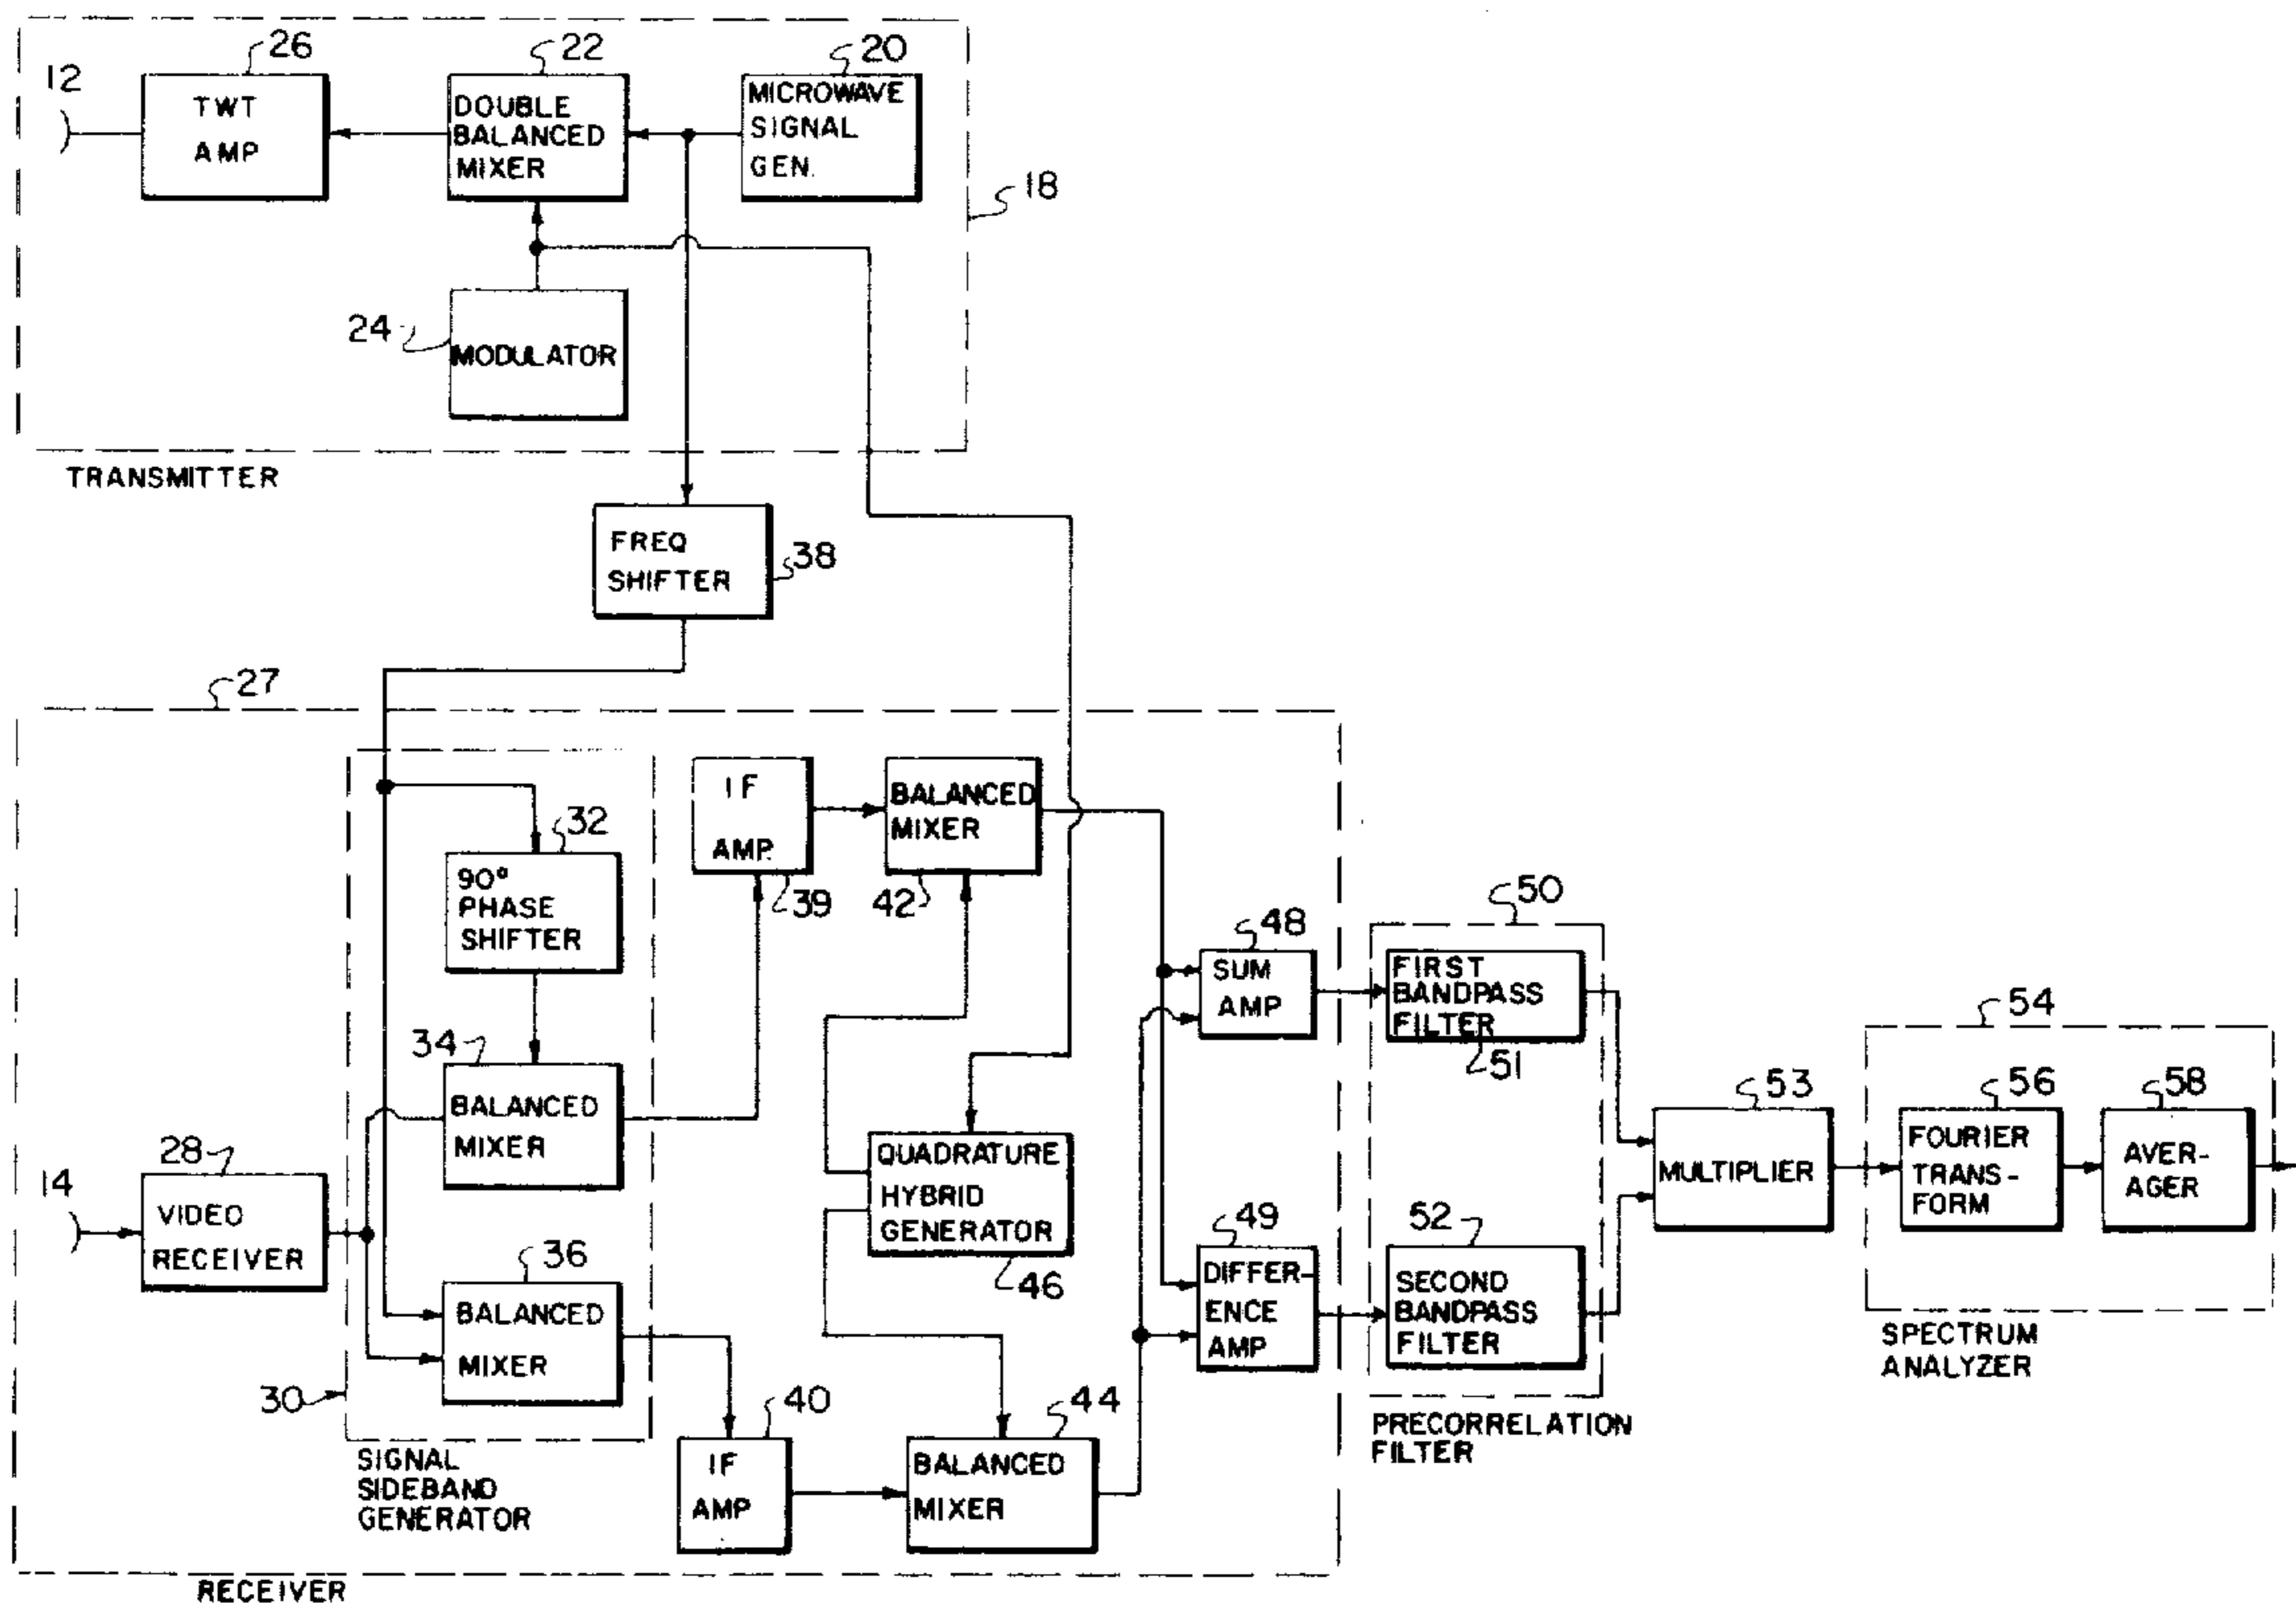 26
22
20
12
TWT
AMP
DOUBLE
BALANCED
MIXER
MICROWAVE
SIGNAL
GEN.
18
24
MODULATOR
TRANSMITTER
FREQ
SHIFTER
38
27
32
90°
PHASE
SHIFTER
IF
AMP.
39
BALANCED
MIXER
42
34
BALANCED
MIXER
28
14
VIDEO
RECEIVER
36
BALANCED
MIXER
30
SIGNAL
SIDEBAND
GENERATOR
QUADRATURE
HYBRID
GENERATOR
46
40
IF
AMP
44
BALANCED
MIXER
RECEIVER
48
SUM
AMP
49
DIFFER-
ENCE
AMP
50
FIRST
BANDPASS
FILTER
51
52
SECOND
BANDPASS
FILTER
PRECORRELATION
FILTER
53
MULTIPLIER
54
56
FOURIER
TRANS-
FORM
58
AVER-
AGER
SPECTRUM
ANALYZER